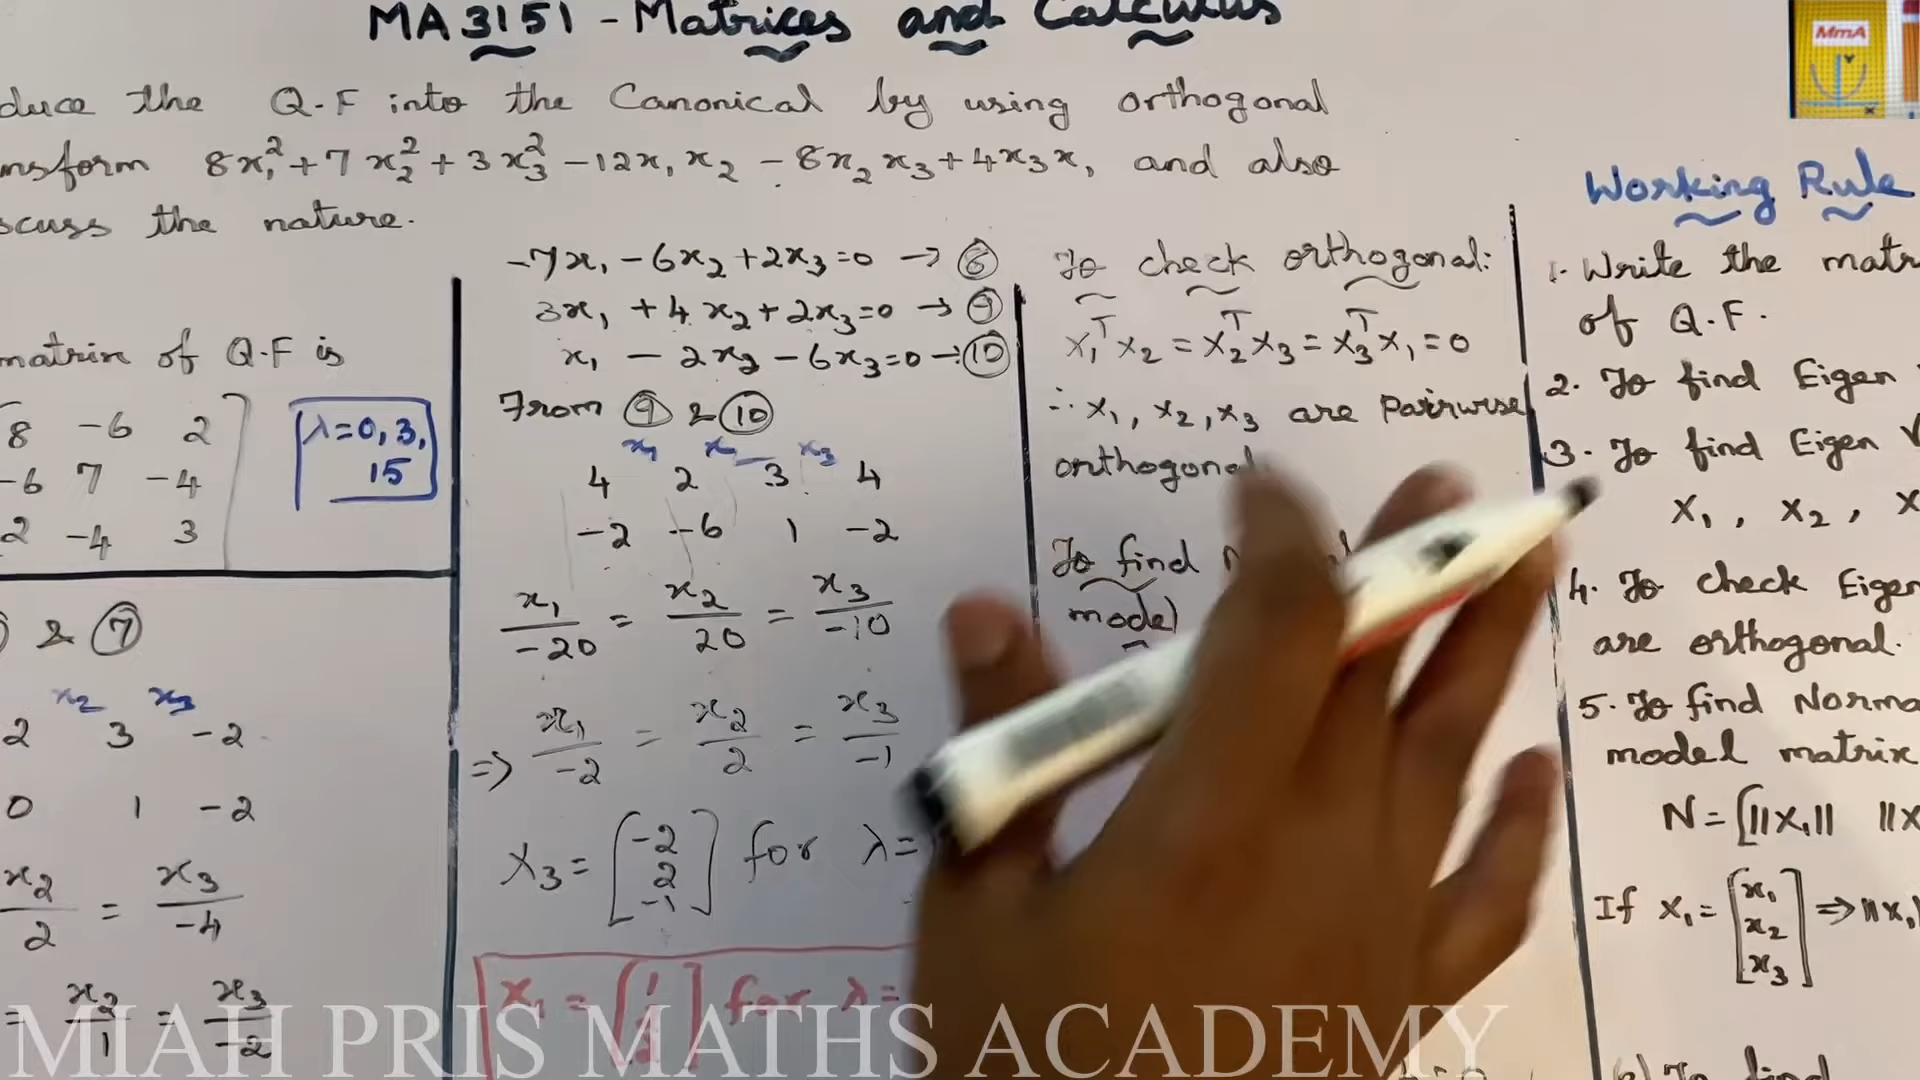 MA3151 - Matrices and Calculus
MmA
duce the Q.F into the Canonical by using orthogonal
nsform 8x₁² + 7x₂² + 3x₃² - 12x₁x₂ - 8x₂x₃ + 4x₃x₁ and also
scuss the nature.
matrix of Q.F is
8 -6 2
-6 7 -4
2 -4 3
λ = 0, 3,
15
& ⑦
x₂ x₃
2 3 -2
0 1 -2
x₂/2 = x₃/-4
= x₂/1 = x₃/-2
-7x₁ - 6x₂ + 2x₃ = 0 → ⑧
3x₁ + 4x₂ + 2x₃ = 0 → ⑨
x₁ - 2x₂ - 6x₃ = 0 → ⑩
From ⑨ & ⑩
x₁ x₂ x₃
4 2 3 4
-2 -6 1 -2
x₁/-20 = x₂/20 = x₃/-10
=> x₁/-2 = x₂/2 = x₃/-1
X₃ = [-2
2
-1] for λ =
X₁ = [1
for λ =
To check orthogonal:
X₁ᵀX₂ = X₂ᵀX₃ = X₃ᵀX₁ = 0
∴ X₁, X₂, X₃ are Pairwise
orthogonal
To find
model
Working Rule
1. Write the matr
of Q.F.
2. To find Eigen
3. To find Eigen V
X₁, X₂, X
4. To check Eigen
are orthogonal.
5. To find Norma
model matrix
N = [||X₁|| ||X
If X₁ = [x₁
x₂
x₃] => ||X₁|
To find
MIAH PRIS MATHS ACADEMY